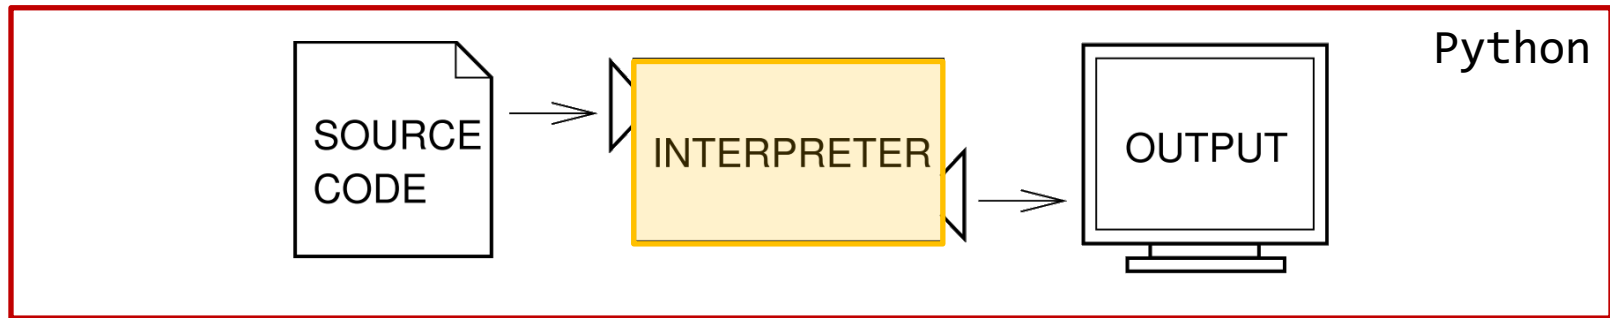 Python
SOURCE
CODE
INTERPRETER
OUTPUT